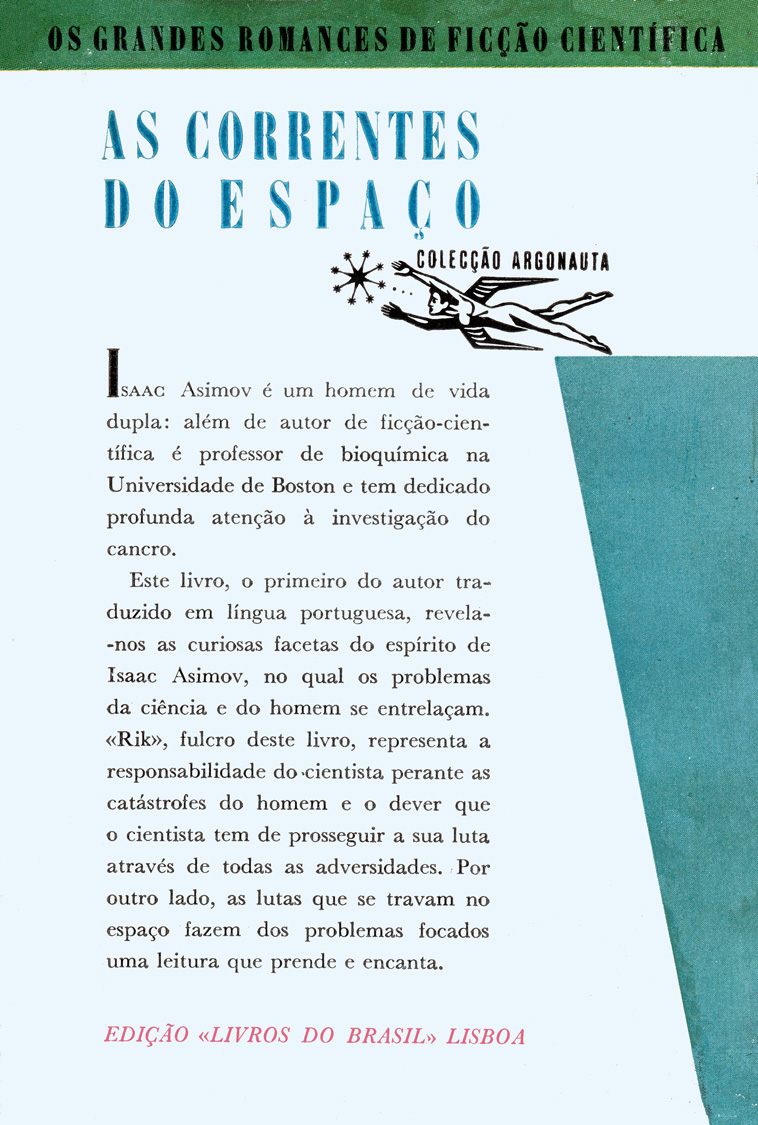 OS GRANDES ROMANCES DE FICÇÃO CIENTÍFICA
AS CORRENTES
DO ESPAÇO
COLECÇÃO ARGONAUTA
ISAAC Asimov é um homem de vida
dupla: além de autor de ficção-cien-
tífica é professor de bioquímica na
Universidade de Boston e tem dedicado
profunda atenção à investigação do
cancro.
Este livro, o primeiro do autor tra-
duzido em língua portuguesa, revela-
-nos as curiosas facetas do espírito de
Isaac Asimov, no qual os problemas
da ciência e do homem se entrelaçam.
«Rik», fulcro deste livro, representa a
responsabilidade do cientista perante as
catástrofes do homem e o dever que
o cientista tem de prosseguir a sua luta
através de todas as adversidades. Por
outro lado, as lutas que se travam no
espaço fazem dos problemas focados
uma leitura que prende e encanta.
EDIÇÃO «LIVROS DO BRASIL» LISBOA